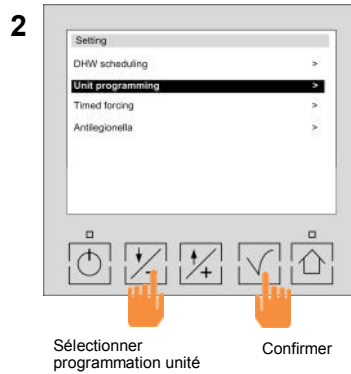 2
Setting
DHW scheduling >
Unit programming >
Timed forcing >
Antilegionella >
Sélectionner
programmation unité
Confirmer